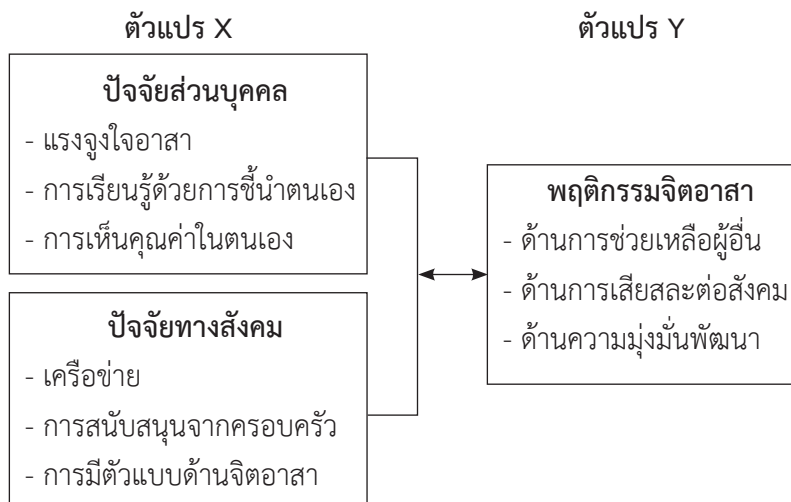 ตัวแปร X
ปัจจัยส่วนบุคคล
- แรงจูงใจอาสา
- การเรียนรู้ด้วยการชี้นำตนเอง
- การเห็นคุณค่าในตนเอง
ปัจจัยทางสังคม
- เครือข่าย
- การสนับสนุนจากครอบครัว
- การมีตัวแบบด้านจิตอาสา
ตัวแปร Y
พฤติกรรมจิตอาสา
- ด้านการช่วยเหลือผู้อื่น
- ด้านการเสียสละต่อสังคม
- ด้านความมุ่งมั่นพัฒนา